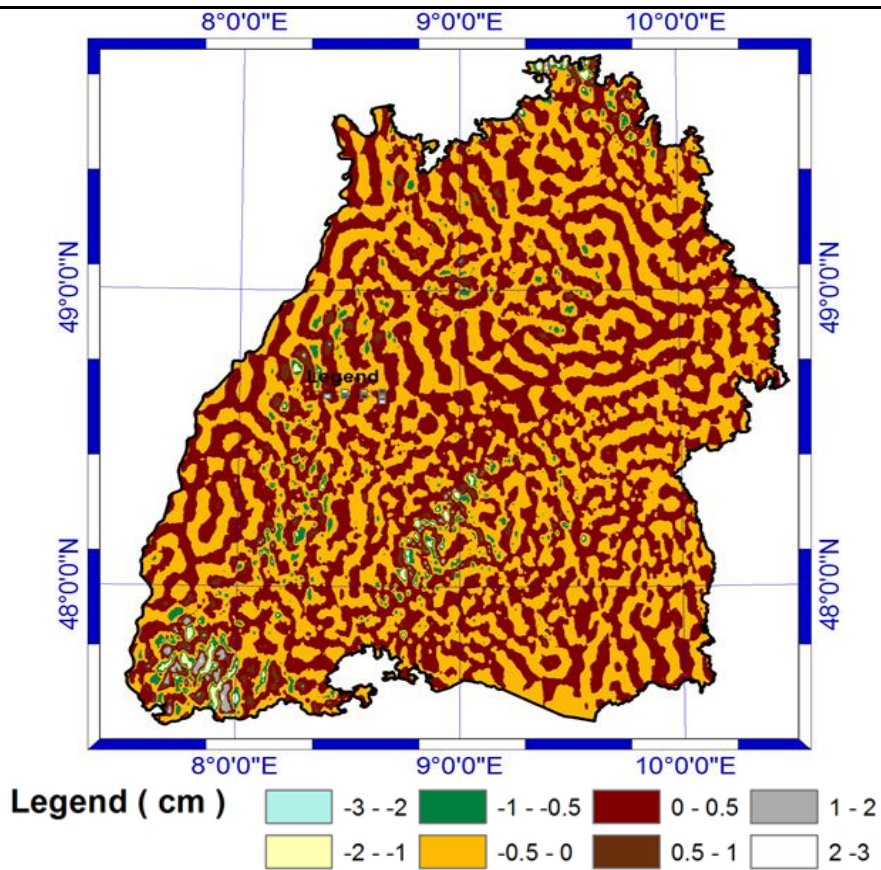 8°0'0"E 9°0'0"E 10°0'0"E
49°0'0"N 49°0'0"N
Legend
48°0'0"N 48°0'0"N
8°0'0"E 9°0'0"E 10°0'0"E
Legend ( cm ) -3 - -2 -1 - -0.5 0 - 0.5 1 - 2
-2 - -1 -0.5 - 0 0.5 - 1 2 -3